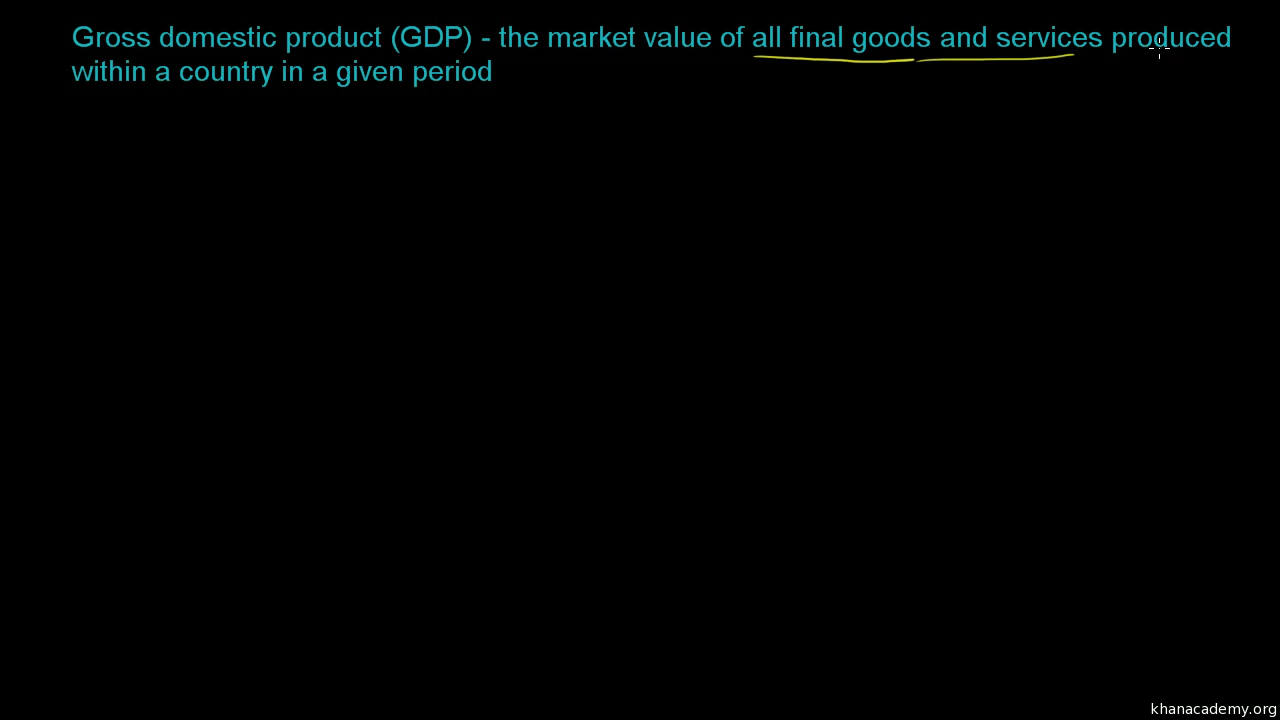 Gross domestic product (GDP) - the market value of all final goods and services produced
within a country in a given period
khanacademy.org